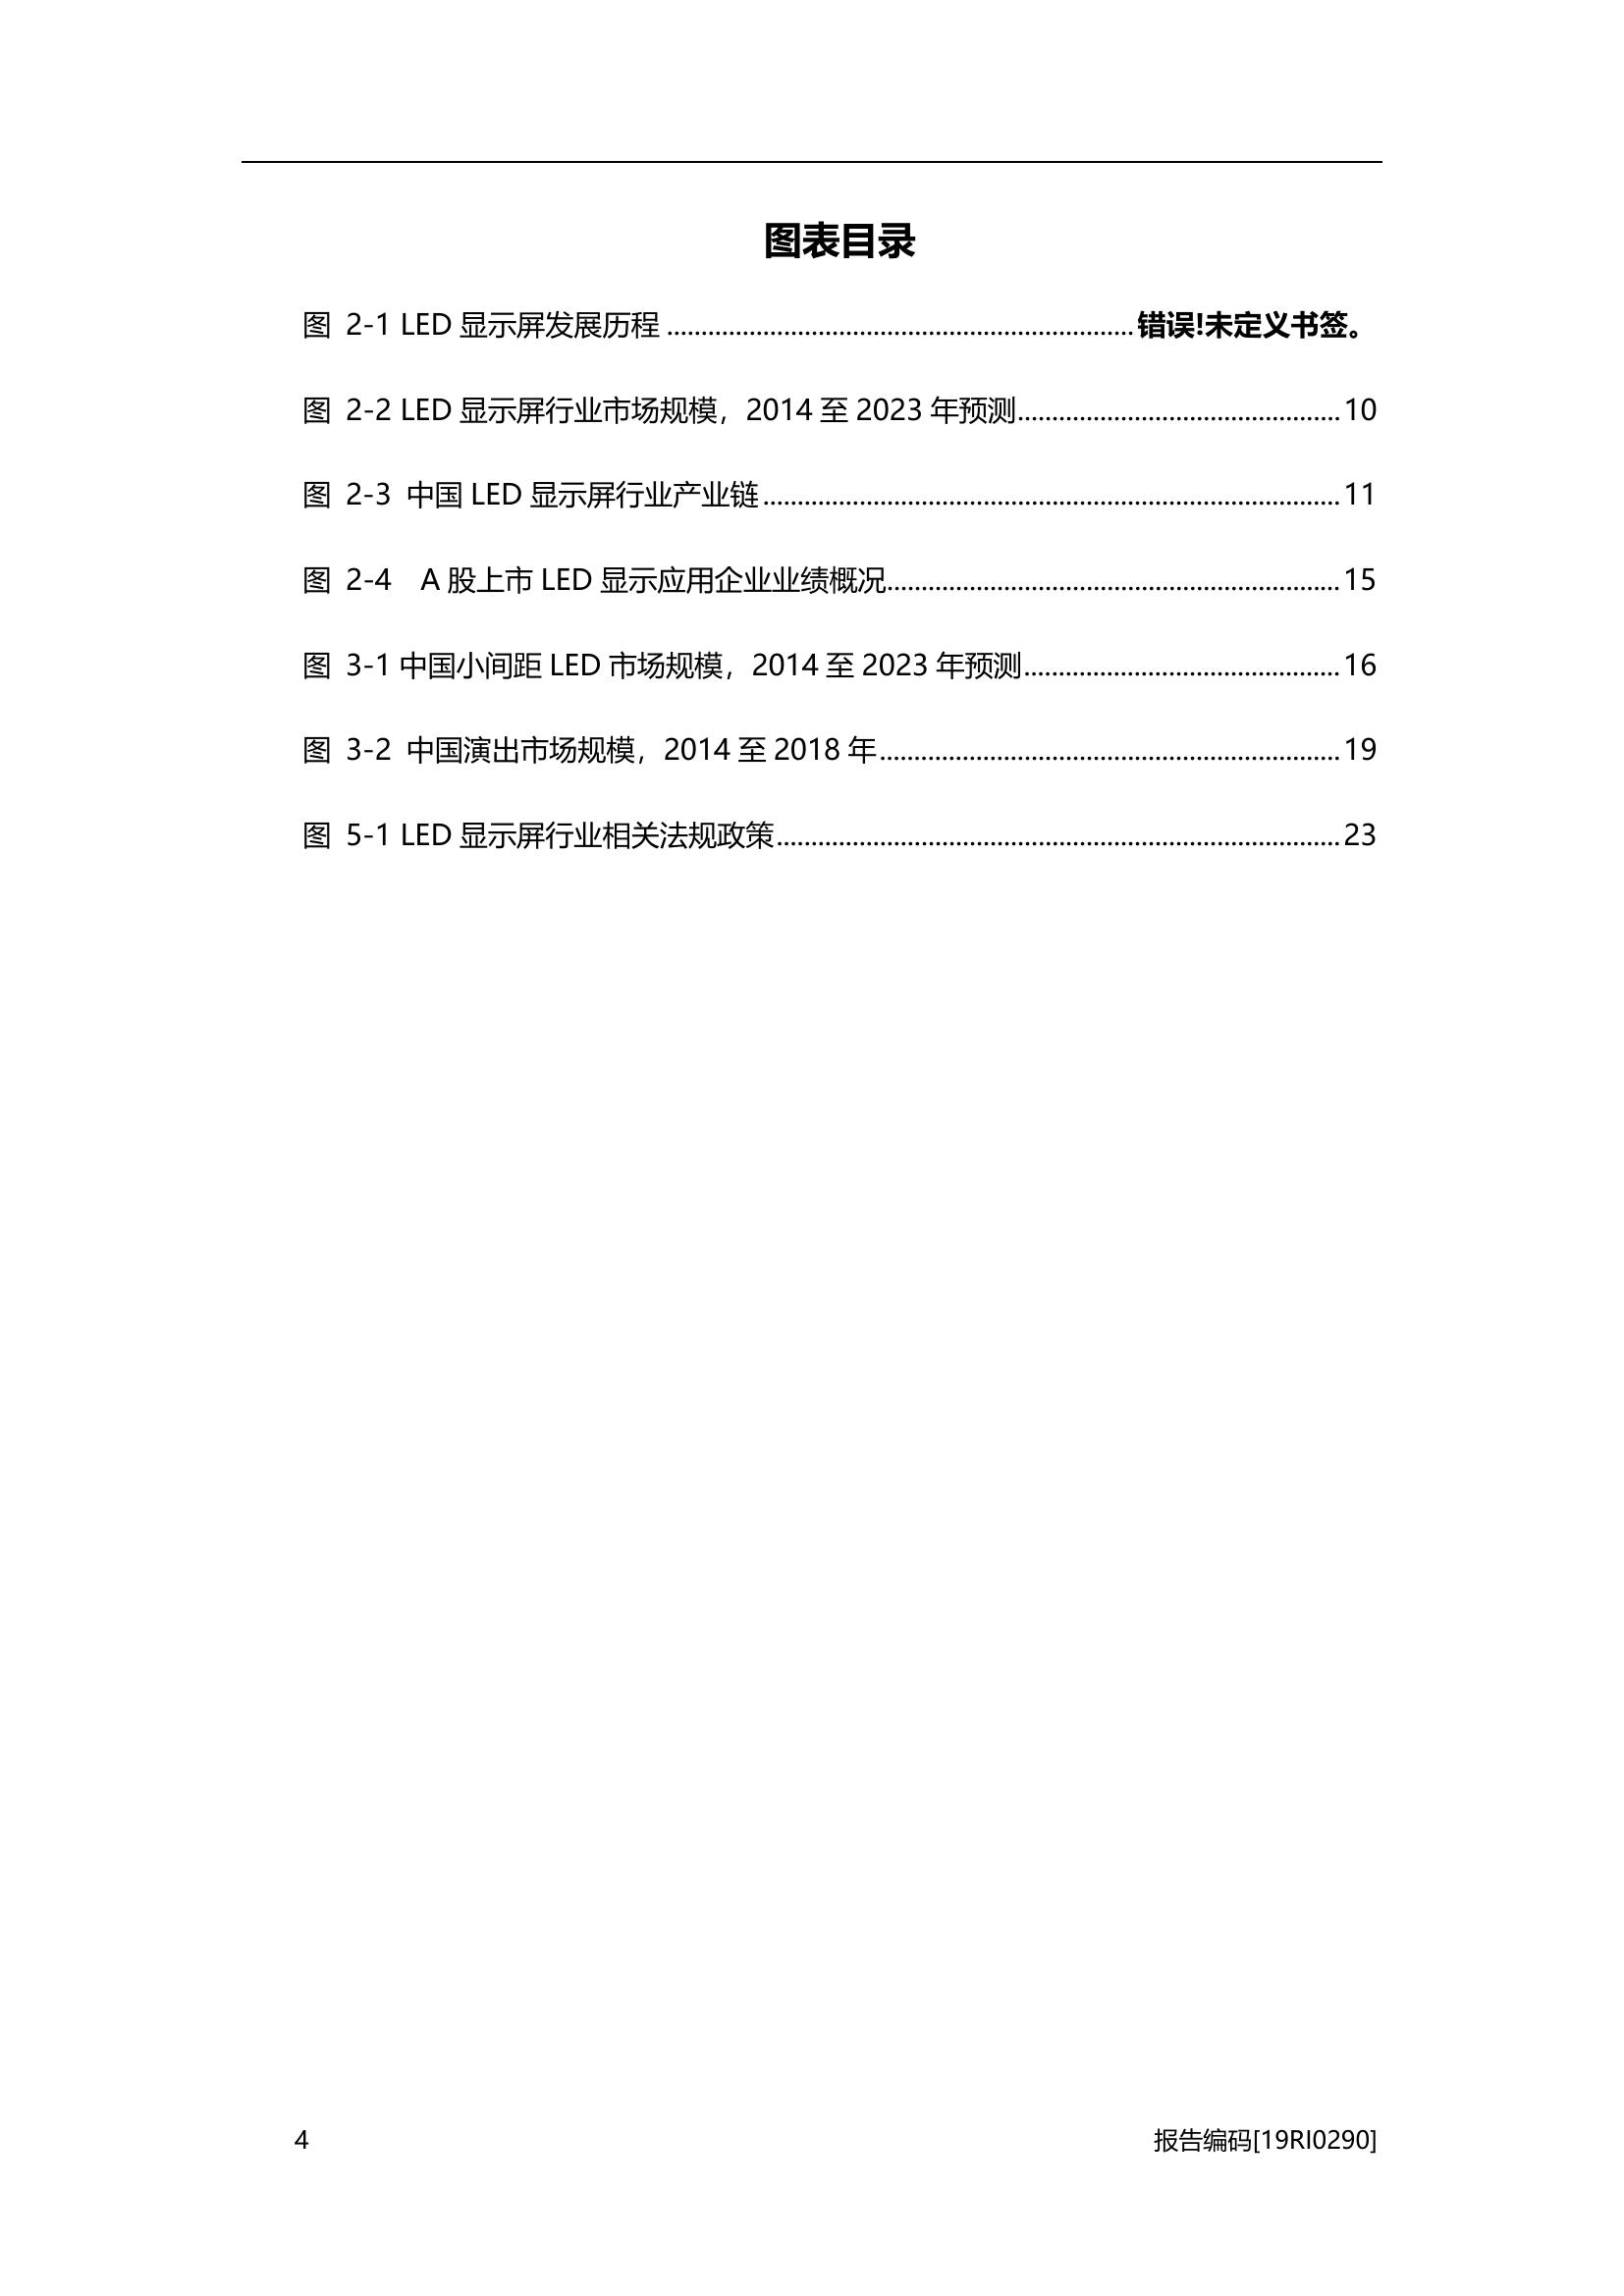 图表目录
图 2-1 LED 显示屏发展历程 ........................................................ 错误!未定义书签。
图 2-2 LED 显示屏行业市场规模，2014 至 2023 年预测............................................... 10
图 2-3 中国 LED 显示屏行业产业链 .................................................................................... 11
图 2-4 A 股上市 LED 显示应用企业业绩概况.................................................................. 15
图 3-1 中国小间距 LED 市场规模，2014 至 2023 年预测.............................................. 16
图 3-2 中国演出市场规模，2014 至 2018 年................................................................... 19
图 5-1 LED 显示屏行业相关法规政策.................................................................................. 23
4 报告编码[19RI0290]